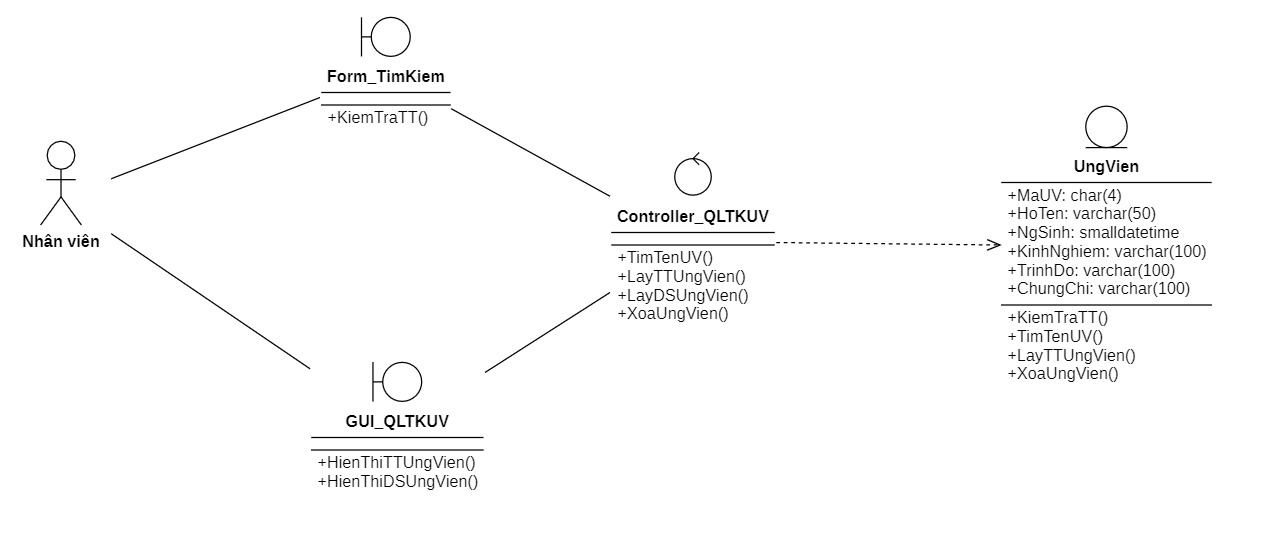 Form_TimKiem
+KiemTraTT()
Nhân viên
Controller_QLTKUV
+TimTenUV()
+LayTTUngVien()
+LayDSUngVien()
+XoaUngVien()
UngVien
+MaUV: char(4)
+HoTen: varchar(50)
+NgSinh: smalldatetime
+KinhNghiem: varchar(100)
+TrinhDo: varchar(100)
+ChungChi: varchar(100)
+KiemTraTT()
+TimTenUV()
+LayTTUngVien()
+XoaUngVien()
GUI_QLTKUV
+HienThiTTUngVien()
+HienThiDSUngVien()